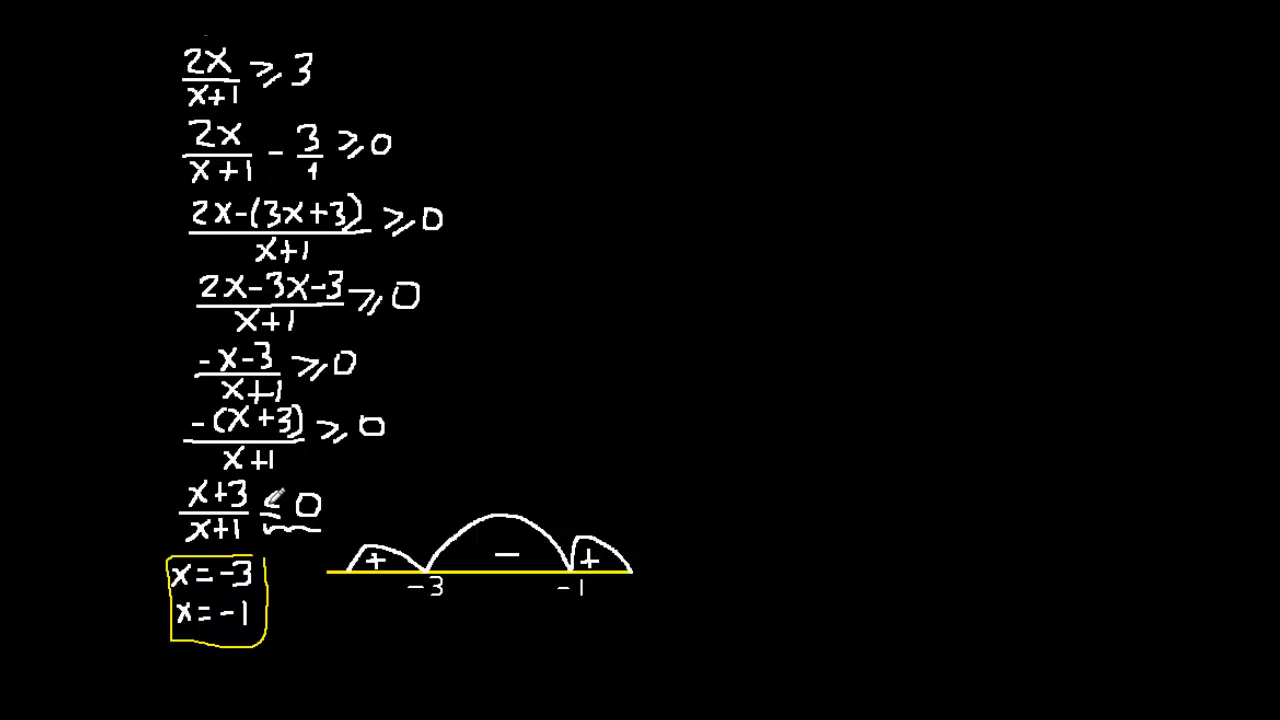 2x/x+1 ⩾ 3
2x/x+1 - 3/1 ⩾ 0
2x-(3x+3)/x+1 ⩾ 0
2x-3x-3/x+1 ⩾ 0
-x-3/x+1 ⩾ 0
-(x+3)/x+1 ⩾ 0
x+3/x+1 ≤ 0
+ - +
-3 -1
x=-3
x=-1